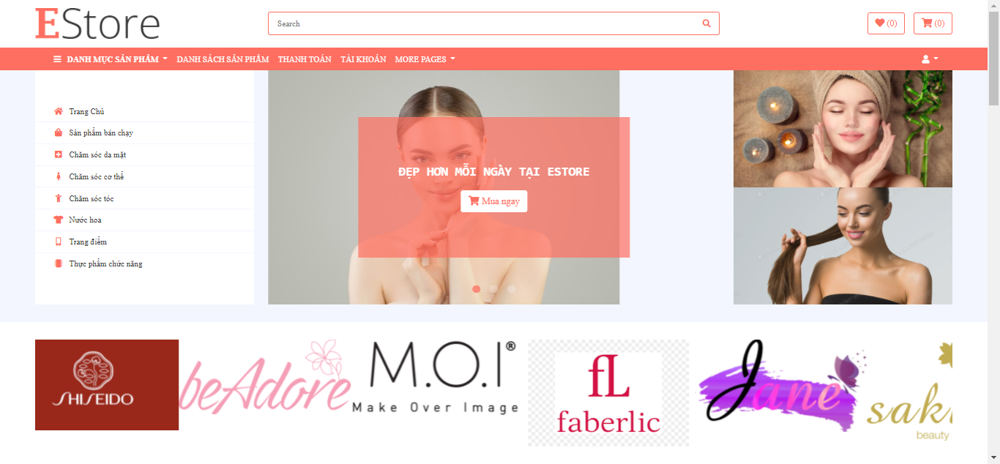 EStore
Search
(0)
(0)
DANH MỤC SẢN PHẨM
DANH SÁCH SẢN PHẨM
THANH TOÁN
TÀI KHOẢN
MORE PAGES
Trang Chủ
Sản phẩm bán chạy
Chăm sóc da mặt
Chăm sóc cơ thể
Chăm sóc tóc
Nước hoa
Trang điểm
Thực phẩm chức năng
ĐẸP HƠN MỖI NGÀY TẠI ESTORE
Mua ngay
SHISEIDO
beAdore
M.O.I®
Make Over Image
fL
faberlic
Jane
beauty